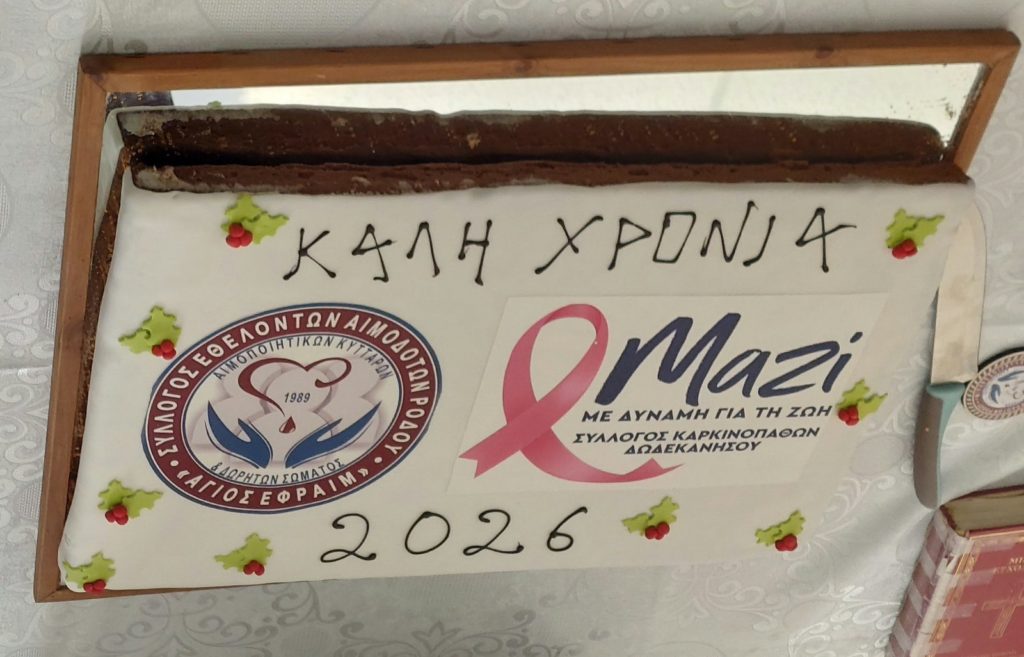 ΚΑΛΗ ΧΡΟΝΙΑ
ΣΥΛΛΟΓΟΣ ΕΘΕΛΟΝΤΩΝ ΑΙΜΟΔΟΤΩΝ ΡΟΔΟΥ
ΑΙΜΟΠΟΙΗΤΙΚΩΝ ΚΥΤΤΑΡΩΝ
1989
& ΔΩΡΗΤΩΝ ΣΩΜΑΤΟΣ
• «ΑΓΙΟΣ ΕΦΡΑΙΜ» •
Μαζί
ΜΕ ΔΥΝΑΜΗ ΓΙΑ ΤΗ ΖΩΗ
ΣΥΛΛΟΓΟΣ ΚΑΡΚΙΝΟΠΑΘΩΝ
ΔΩΔΕΚΑΝΗΣΟΥ
2026